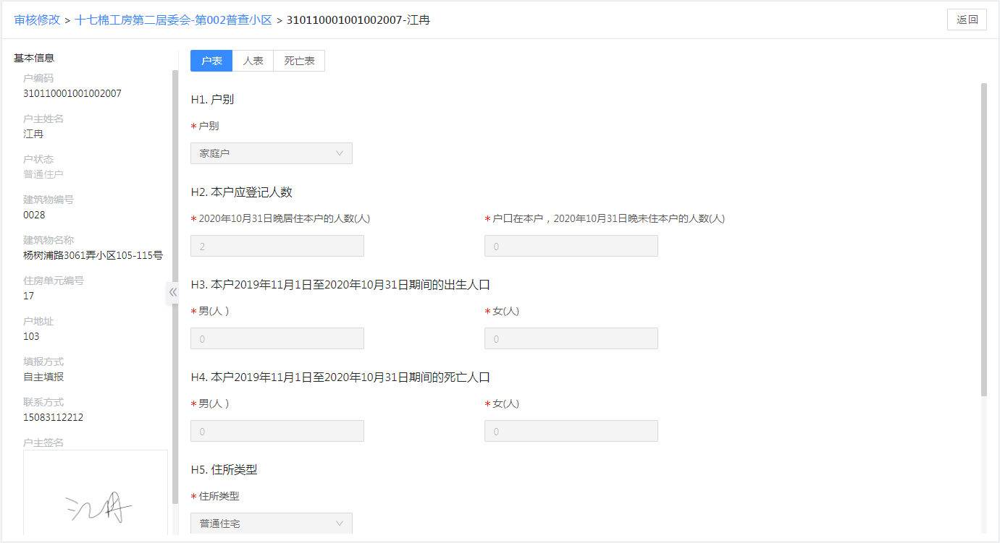 审核修改 > 十七棉工房第二居委会-第002普查小区 > 310110001001002007-江冉
返回
基本信息
户编码
310110001001002007
户主姓名
江冉
户状态
普通住户
建筑物编号
0028
建筑物名称
杨树浦路3061弄小区105-115号
住房单元编号
17
户地址
103
填报方式
自主填报
联系方式
15083112212
户主签名
江冉
户表 人表 死亡表
H1. 户别
* 户别
家庭户
H2. 本户应登记人数
* 2020年10月31日晚居住本户的人数(人) * 户口在本户，2020年10月31日晚未住本户的人数(人)
2 0
H3. 本户2019年11月1日至2020年10月31日期间的出生人口
* 男(人 ) * 女(人)
0 0
H4. 本户2019年11月1日至2020年10月31日期间的死亡人口
* 男(人 ) * 女(人)
0 0
H5. 住所类型
* 住所类型
普通住宅